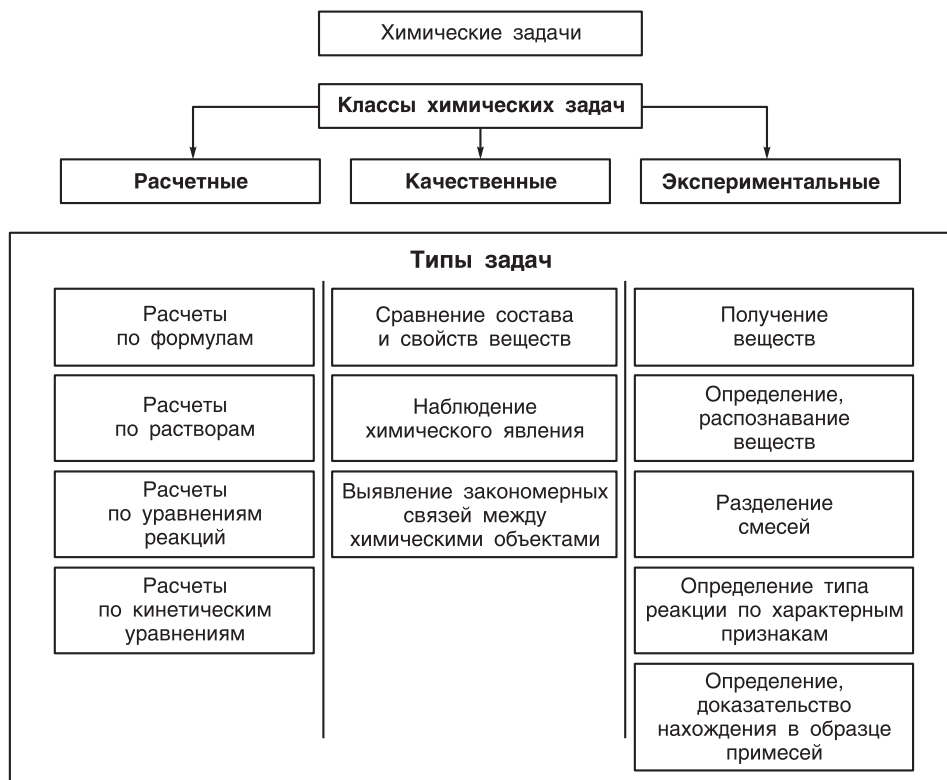 Химические задачи
Классы химических задач
Расчетные
Качественные
Экспериментальные
Типы задач
Расчеты
по формулам
Расчеты
по растворам
Расчеты
по уравнениям
реакций
Расчеты
по кинетическим
уравнениям
Сравнение состава
и свойств веществ
Наблюдение
химического явления
Выявление закономерных
связей между
химическими объектами
Получение
веществ
Определение,
распознавание
веществ
Разделение
смесей
Определение типа
реакции по характерным
признакам
Определение,
доказательство
нахождения в образце
примесей